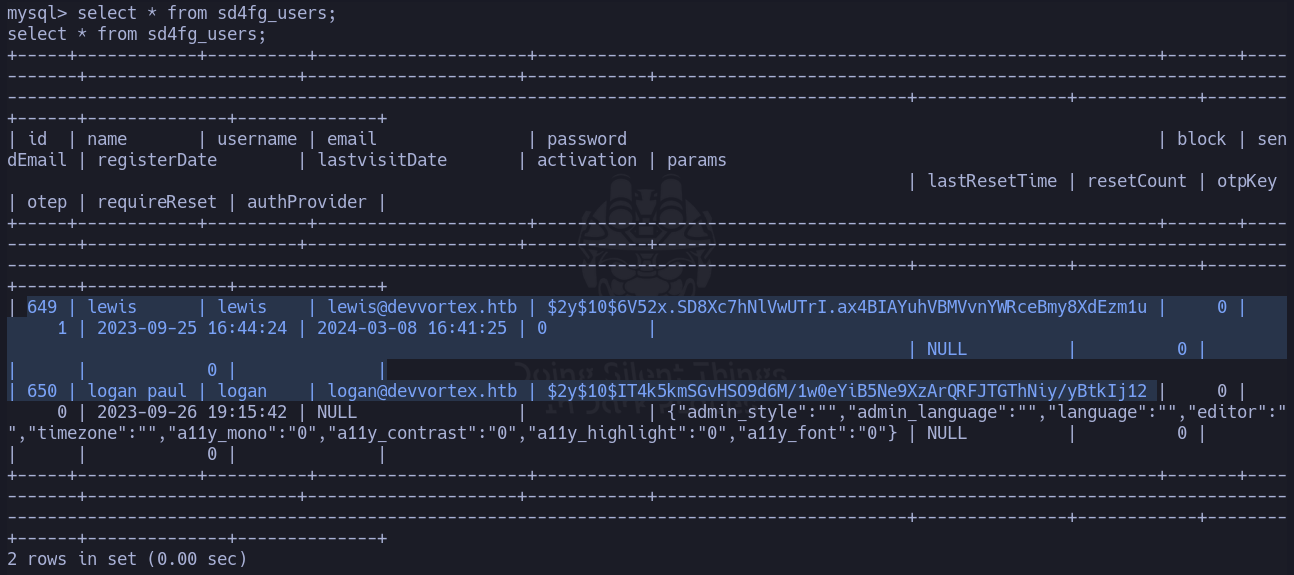 mysql> select * from sd4fg_users;
select * from sd4fg_users;
+-----+------------+----------+---------------------+--------------------------------------------------------------+-------+----
-------+---------------------+---------------------+------------+---------------------------------------------------------------
------------------------------------------------------------------------------------------+---------------+------------+--------
+------+--------------+--------------+
| id  | name       | username | email               | password                                                     | block | sen
dEmail | registerDate        | lastvisitDate       | activation | params
                                                                                          | lastResetTime | resetCount | otpKey
| otep | requireReset | authProvider |
+-----+------------+----------+---------------------+--------------------------------------------------------------+-------+----
-------+---------------------+---------------------+------------+---------------------------------------------------------------
------------------------------------------------------------------------------------------+---------------+------------+--------
+------+--------------+--------------+
| 649 | lewis      | lewis    | lewis@devvortex.htb | $2y$10$6V52x.SD8Xc7hNlVwUTrI.ax4BIAYuhVBMVvnYWRceBmy8XdEzm1u |     0 |
     1 | 2023-09-25 16:44:24 | 2024-03-08 16:41:25 | 0          |
                                                                                          | NULL          |          0 |
|      |            0 |              |
| 650 | logan paul | logan    | logan@devvortex.htb | $2y$10$IT4k5kmSGvHSO9d6M/1w0eYiB5Ne9XzArQRFJTGThNiy/yBtkIj12 |     0 |
     0 | 2023-09-26 19:15:42 | NULL                |            | {"admin_style":"","admin_language":"","language":"","editor":"
","timezone":"","a11y_mono":"0","a11y_contrast":"0","a11y_highlight":"0","a11y_font":"0"} | NULL          |          0 |
|      |            0 |              |
+-----+------------+----------+---------------------+--------------------------------------------------------------+-------+----
-------+---------------------+---------------------+------------+---------------------------------------------------------------
------------------------------------------------------------------------------------------+---------------+------------+--------
+------+--------------+--------------+
2 rows in set (0.00 sec)
Doing Silent Things